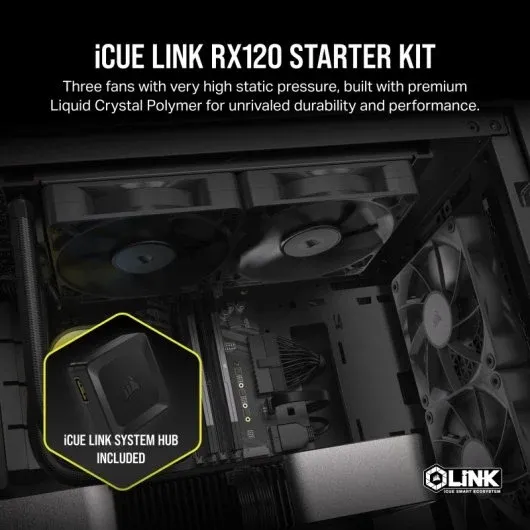 iCUE LINK RX120 STARTER KIT
Three fans with very high static pressure, built with premium
Liquid Crystal Polymer for unrivaled durability and performance.
iCUE LINK SYSTEM HUB
INCLUDED
LiNK
iCUE SMART ECOSYSTEM